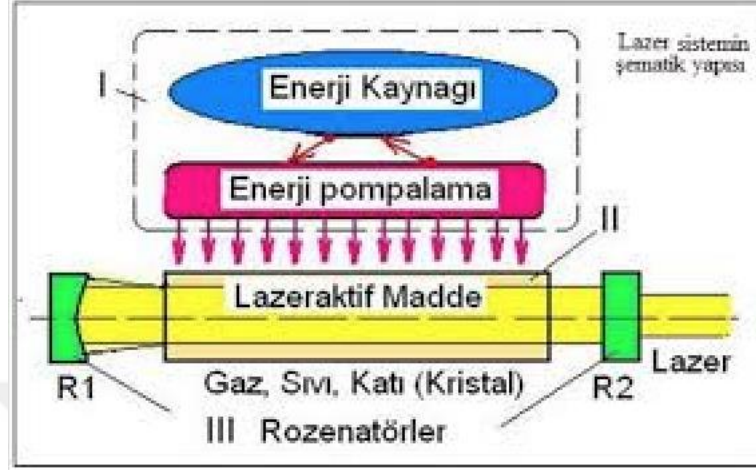 Lazer sistemin
şematik yapısı
I
Enerji Kaynagı
Enerji pompalama
II
Lazeraktif Madde
R1
Gaz, Sıvı, Katı (Kristal)
R2
Lazer
III Rozenatörler